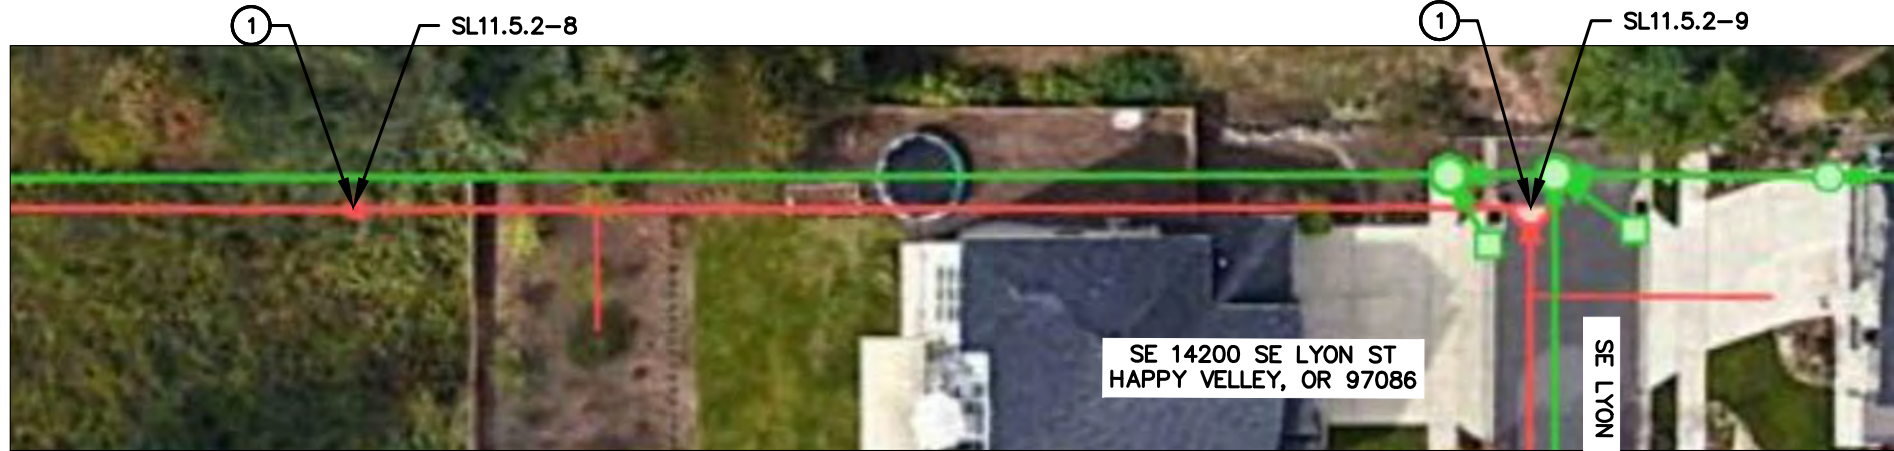 1
SL11.5.2-8
1
SL11.5.2-9
SE 14200 SE LYON ST
HAPPY VELLEY, OR 97086
SE LYON